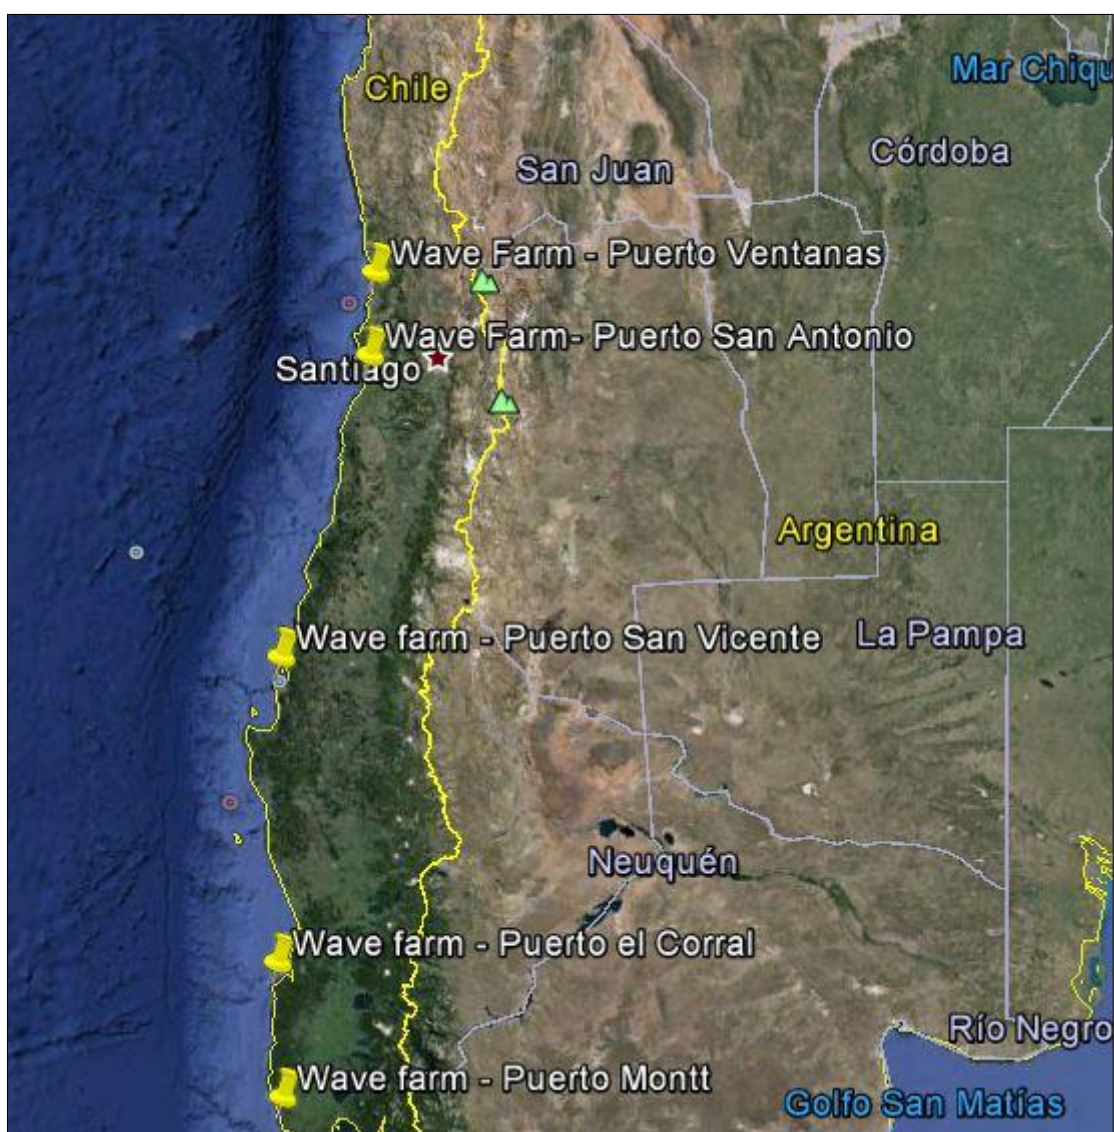 Mar Chiqu
Chile
Córdoba
San Juan
Wave Farm - Puerto Ventanas
Wave Farm- Puerto San Antonio
Santiago
Argentina
Wave farm - Puerto San Vicente
La Pampa
Neuquén
Wave farm - Puerto el Corral
Río Negro
Wave farm - Puerto Montt
Golfo San Matías